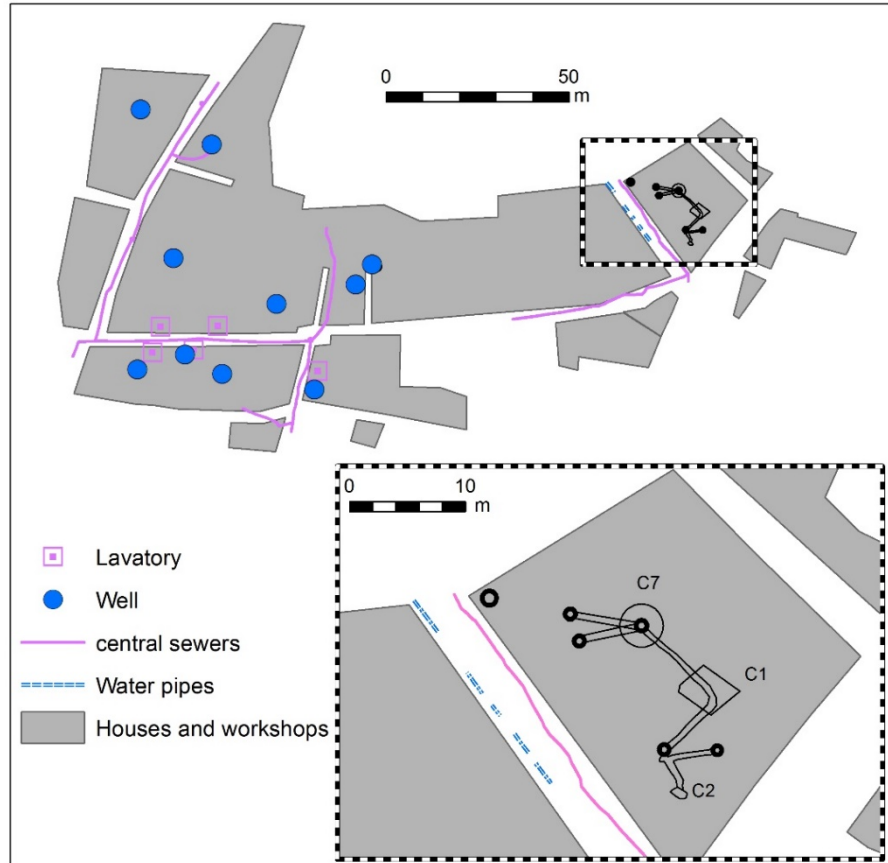 0 50
m
0 10
m
C7
C1
C2
Lavatory
Well
central sewers
Water pipes
Houses and workshops